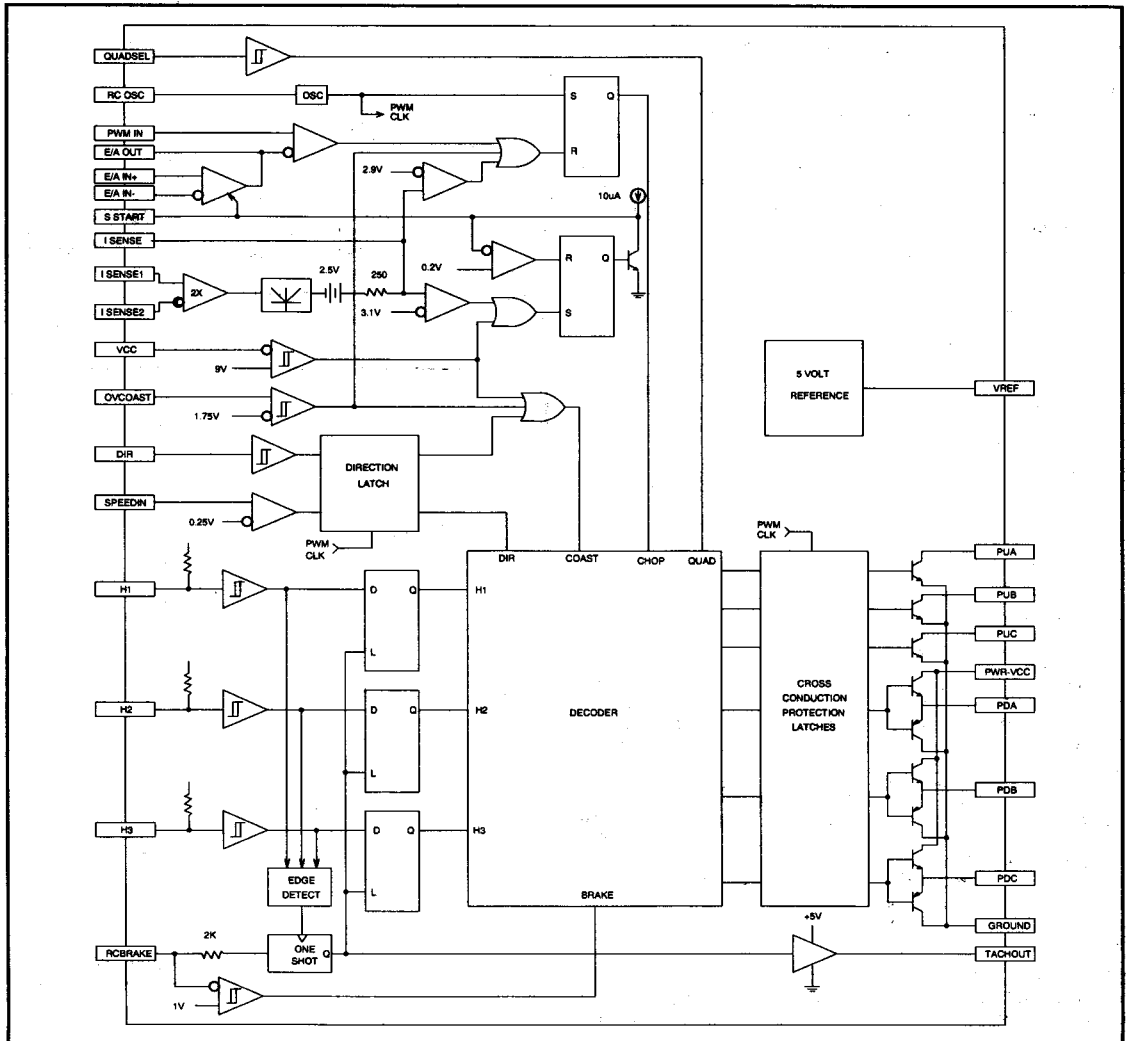 QUADSEL
RC OSC
OSC
PWM
CLK
S
Q
R
PWM IN
E/A OUT
E/A IN+
E/A IN-
S START
I SENSE
2.9V
10uA
I SENSE1
I SENSE2
2X
2.5V
250
0.2V
3.1V
R
Q
S
VCC
9V
OVCOAST
1.75V
5 VOLT
REFERENCE
VREF
DIR
SPEEDIN
0.25V
DIRECTION
LATCH
PWM
CLK
DIR
COAST
CHOP
QUAD
PWM
CLK
H1
D
Q
L
H1
H2
D
Q
L
H2
H3
D
Q
L
H3
DECODER
BRAKE
CROSS
CONDUCTION
PROTECTION
LATCHES
PUA
PUB
PUC
PWR-VCC
PDA
PDB
PDC
GROUND
TACHOUT
+5V
EDGE
DETECT
RCBRAKE
2K
ONE
SHOT
Q
1V